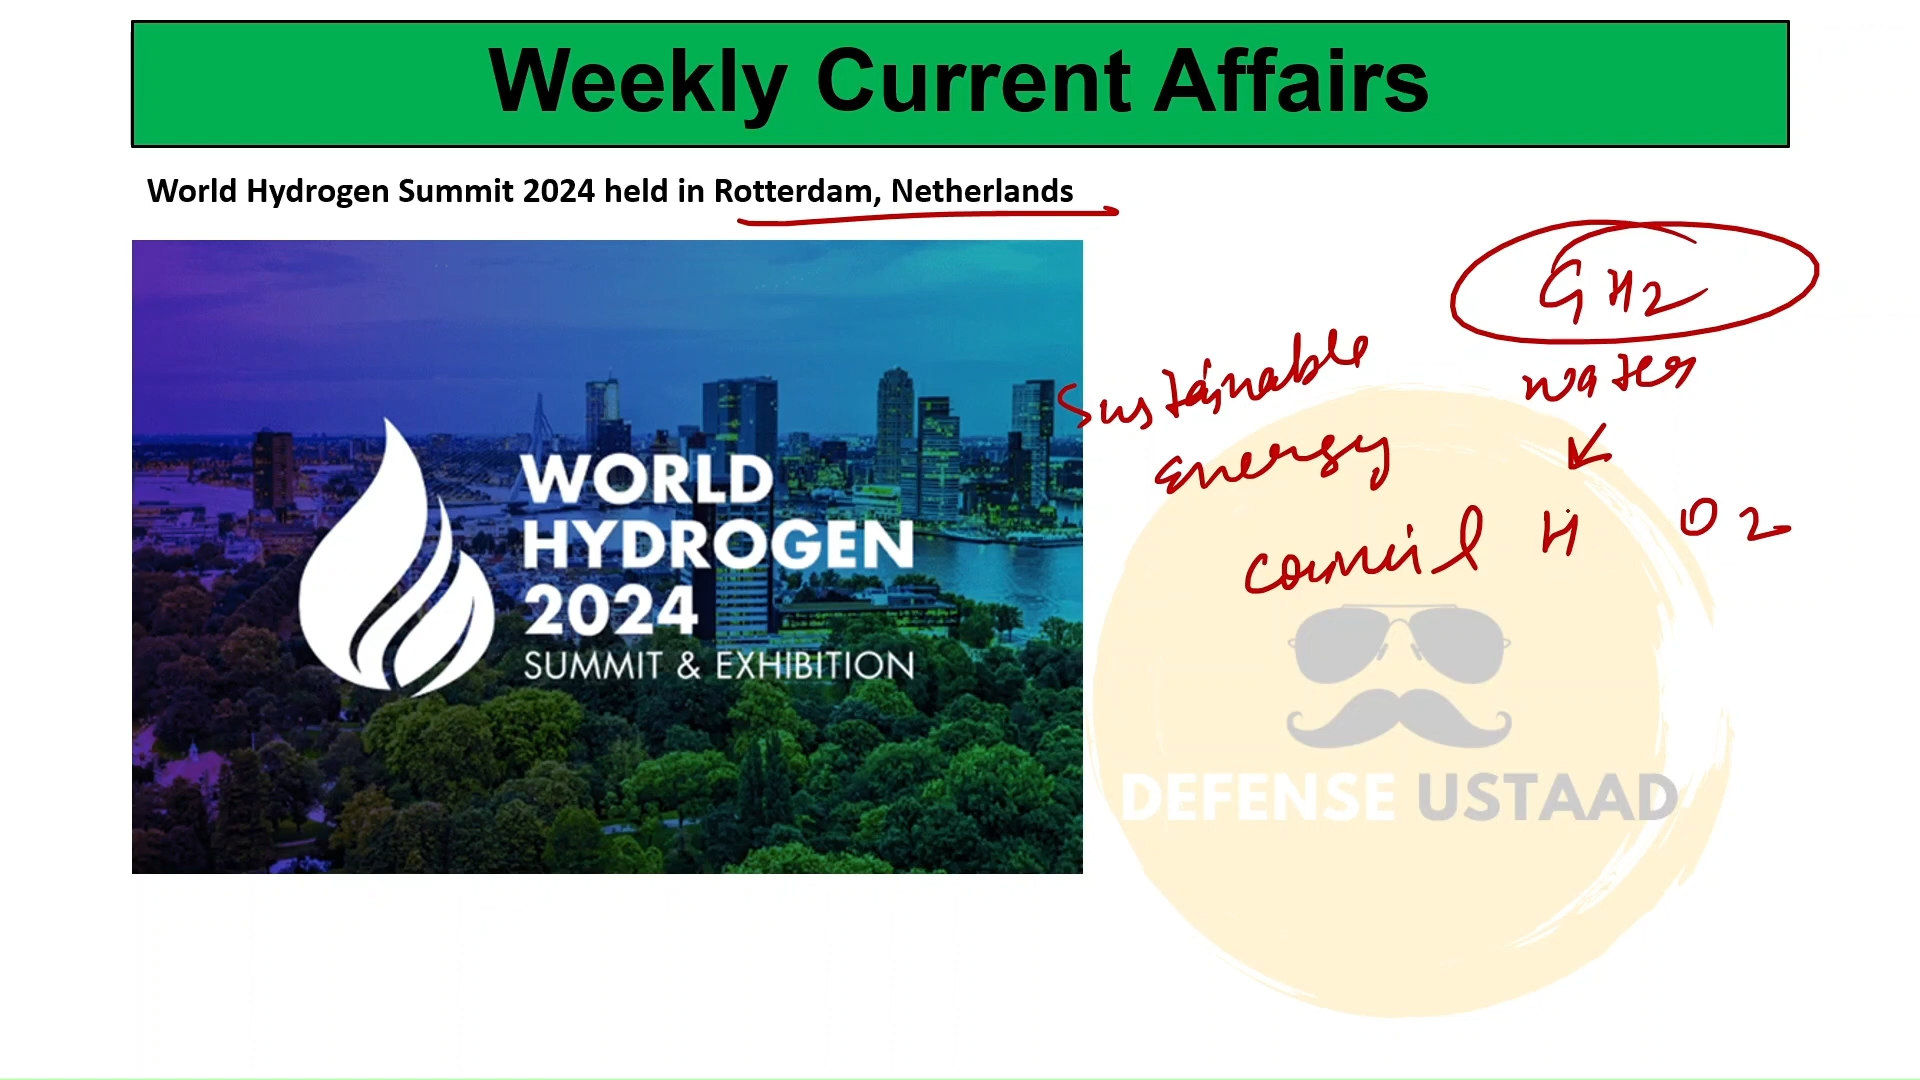 Weekly Current Affairs
World Hydrogen Summit 2024 held in Rotterdam, Netherlands
WORLD
HYDROGEN
2024
SUMMIT & EXHIBITION
GH2
Sustainable
energy
council
water
H O2
DEFENSE USTAAD